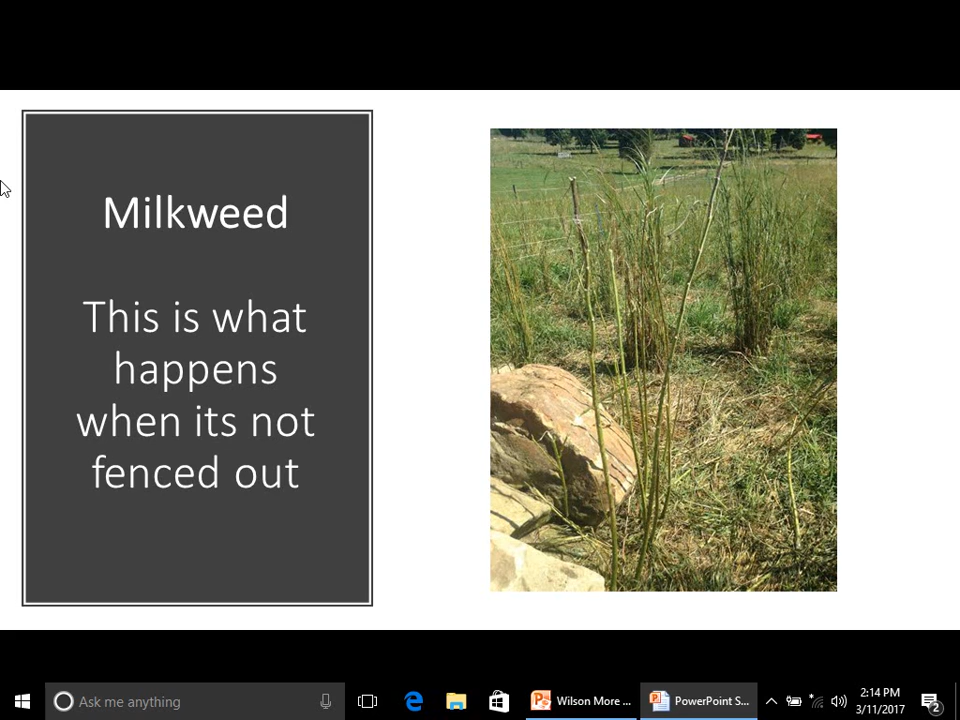 Milkweed
This is what
happens
when its not
fenced out
Ask me anything
Wilson More ...
PowerPoint S...
2:14 PM
3/11/2017
2